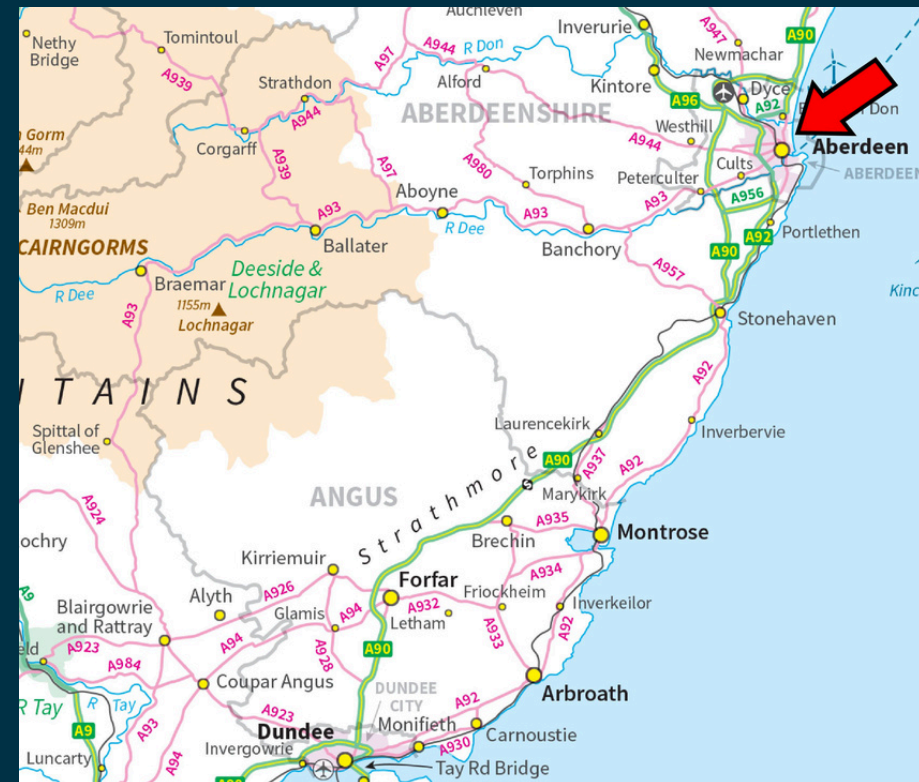 Auchleven
Inverurie
A947
A90
Nethy
Bridge
Tomintoul
A944
R Don
A97
Newmachar
A939
Strathdon
Alford
Kintore
Dyce
A96
A92
Don
ABERDEENSHIRE
A944
Westhill
Gorm
44m
Corgarff
A939
A97
A980
A944
Aberdeen
Cults
Torphins
Peterculter
ABERDEEN
Aboyne
A93
A956
Ben Macdui
1309m
A93
R Dee
A93
Portlethen
CAIRNGORMS
Ballater
Banchory
A90
A92
Deeside &
Lochnagar
A957
Braemar
R Dee
1155m
Lochnagar
Kinc
A93
Stonehaven
TAINS
A92
Spittal of
Glenshee
Laurencekirk
Inverbervie
Strathmore
A90
A937
A92
Marykirk
ANGUS
A924
A935
Brechin
Montrose
ochry
Kirriemuir
A934
A9
Forfar
Friockheim
Alyth
A926
Blairgowrie
and Rattray
Glamis
A94
A932
Letham
Inverkeilor
A933
A92
A923
A94
A928
A90
eld
A984
Coupar Angus
Arbroath
R Tay
R Tay
DUNDEE
CITY
A92
A93
A923
Monifieth
Carnoustie
A9
Dundee
A930
Luncarty
A94
Invergowrie
Tay Rd Bridge
A90